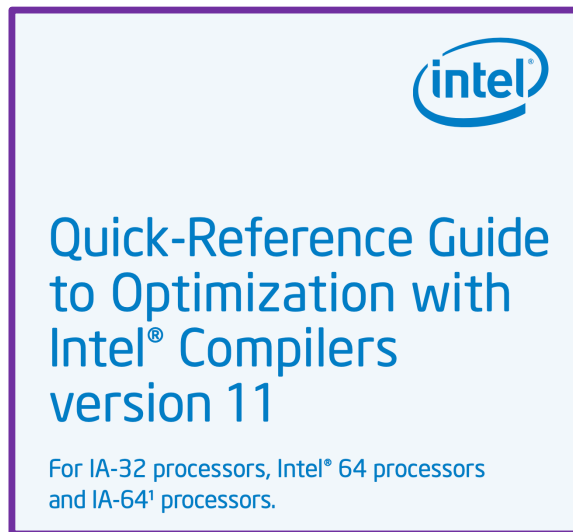 intel®
Quick-Reference Guide
to Optimization with
Intel® Compilers
version 11
For IA-32 processors, Intel® 64 processors
and IA-64¹ processors.